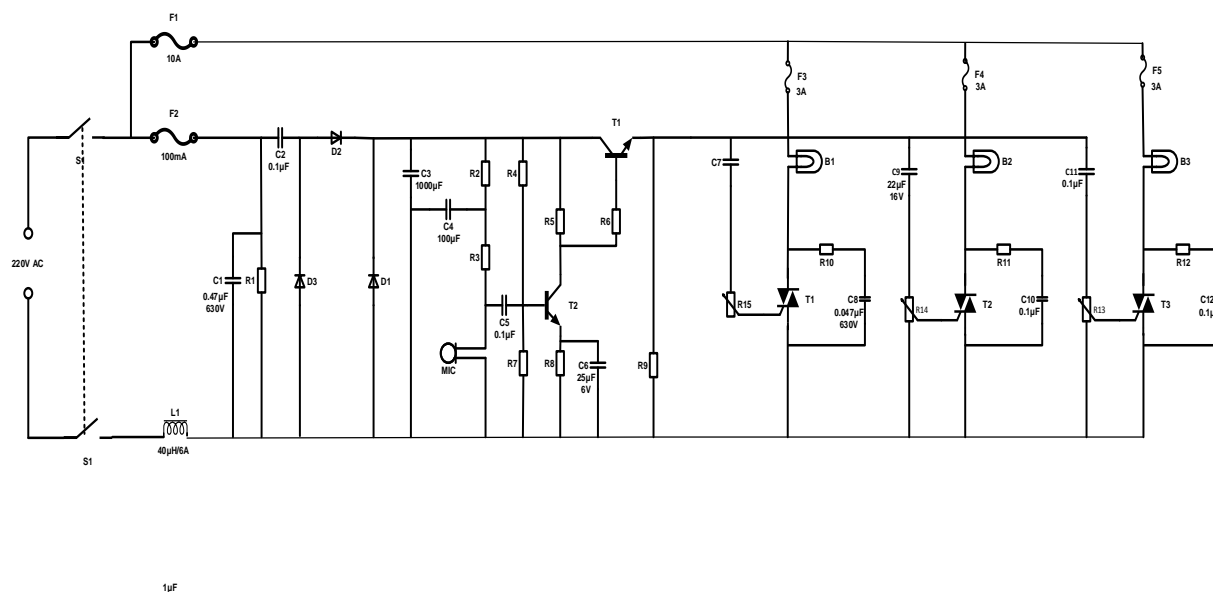 F1
10A
F3
3A
F4
3A
F5
3A
S1
F2
100mA
C2
0.1µF
D2
T1
C3
1000µF
R2
R4
C7
B1
C9
22µF
16V
B2
C11
0.1µF
B3
C4
100µF
R5
R6
R3
220V AC
C1
0.47µF
630V
R1
D3
D1
R10
R11
R12
C5
0.1µF
T2
R15
T1
C8
0.047µF
630V
R14
T2
C10
0.1µF
R13
T3
C12
0.1µ
MIC
R7
R8
C6
25µF
6V
R9
L1
40µH/6A
S1
1µF